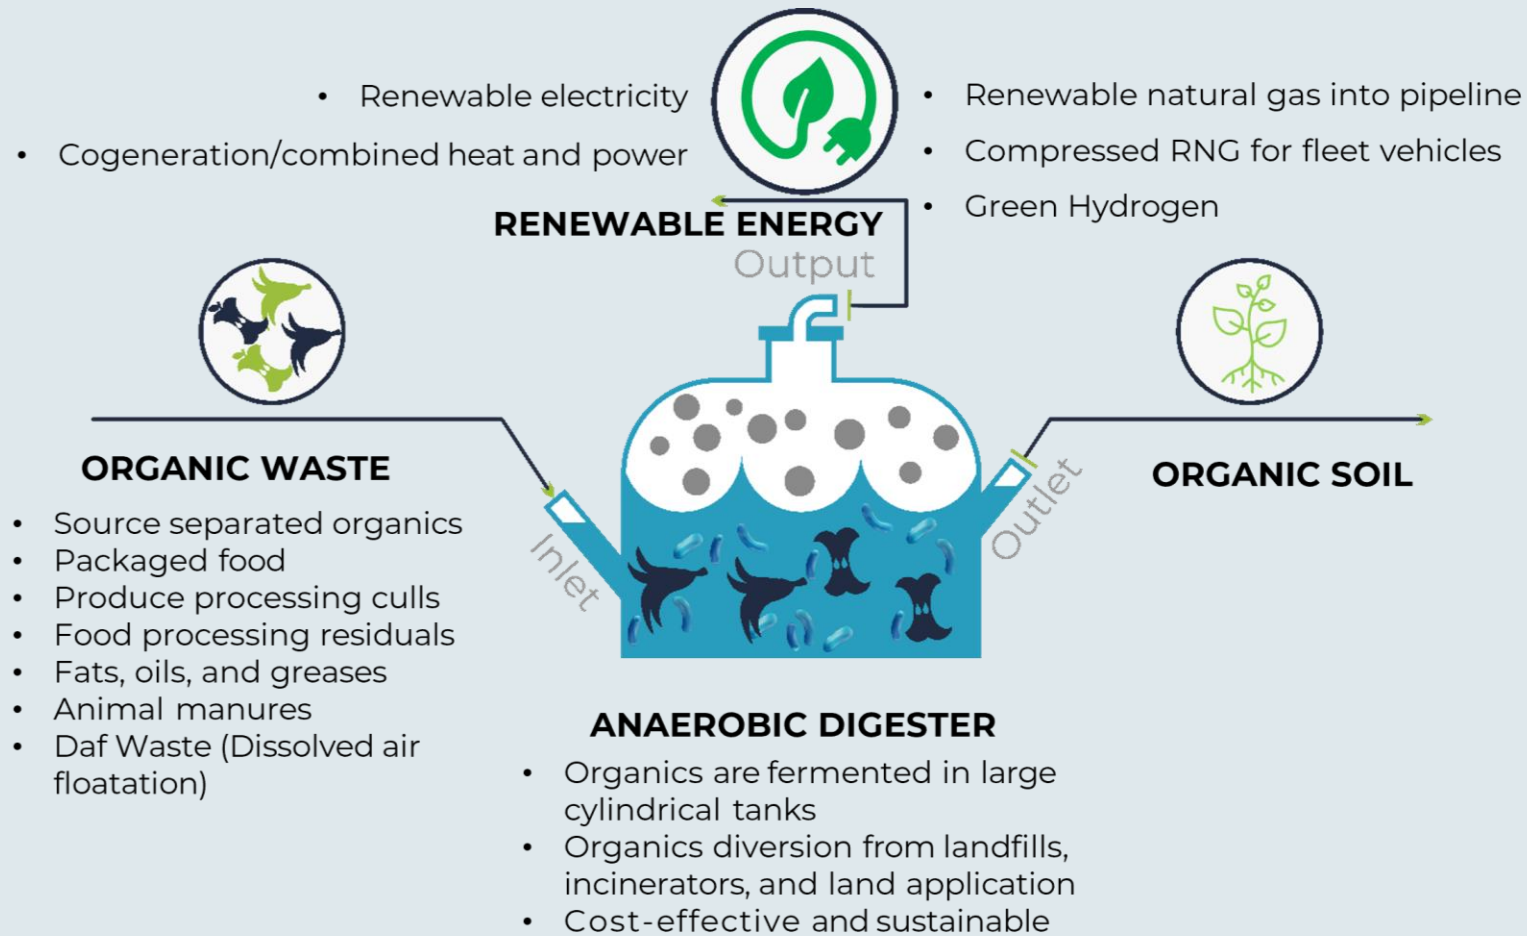 • Renewable electricity
• Cogeneration/combined heat and power
• Renewable natural gas into pipeline
• Compressed RNG for fleet vehicles
• Green Hydrogen
RENEWABLE ENERGY
Output
ORGANIC WASTE
• Source separated organics
• Packaged food
• Produce processing culls
• Food processing residuals
• Fats, oils, and greases
• Animal manures
• Daf Waste (Dissolved air
floatation)
Inlet
Outlet
ORGANIC SOIL
ANAEROBIC DIGESTER
• Organics are fermented in large
cylindrical tanks
• Organics diversion from landfills,
incinerators, and land application
• Cost-effective and sustainable